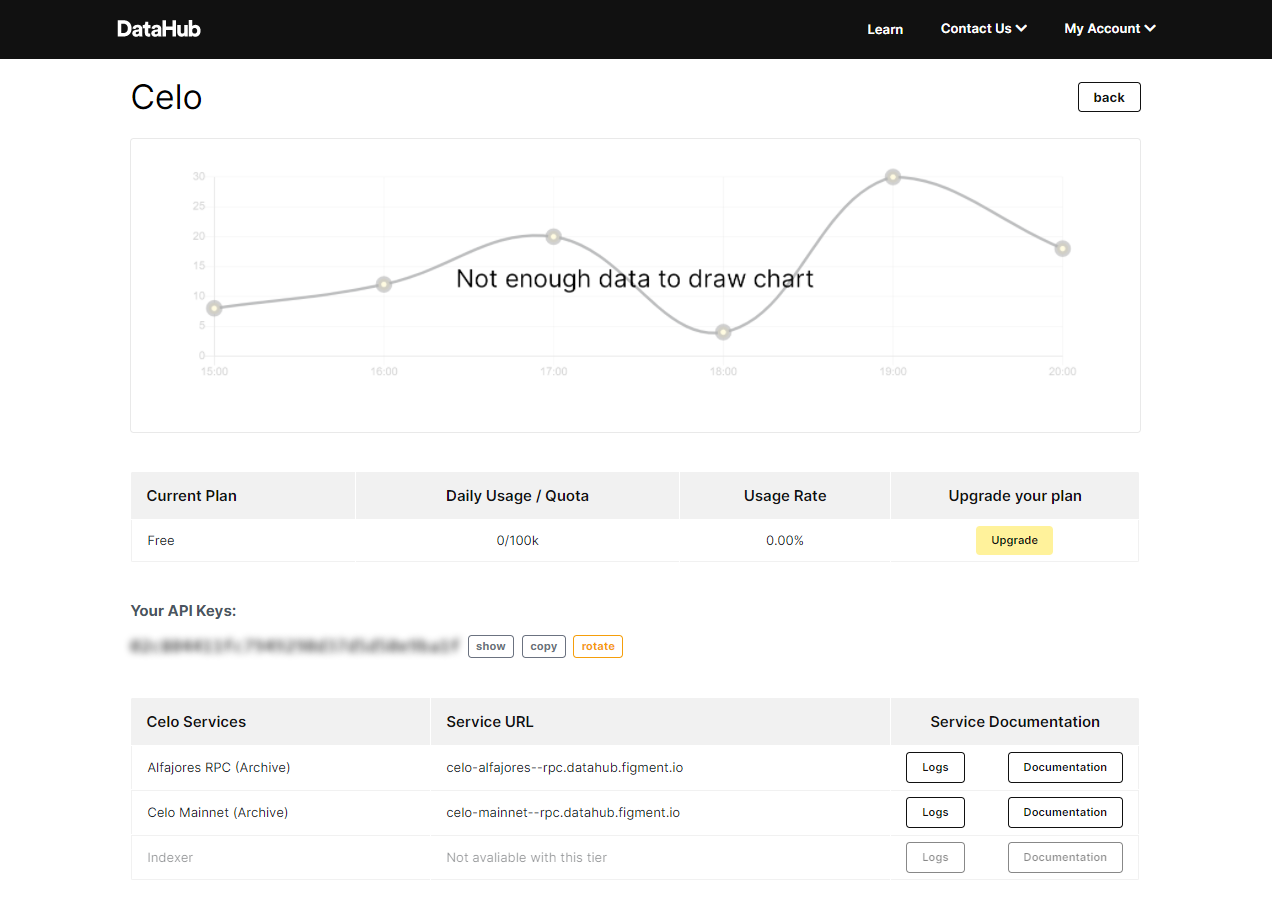 DataHub
Learn
Contact Us
My Account
Celo
back
30
25
20
15
10
5
0
Not enough data to draw chart
15:00 16:00 17:00 18:00 19:00 20:00
Current Plan Daily Usage / Quota Usage Rate Upgrade your plan
Free 0/100k 0.00% Upgrade
Your API Keys:
show copy rotate
Celo Services Service URL Service Documentation
Alfajores RPC (Archive) celo-alfajores--rpc.datahub.figment.io Logs Documentation
Celo Mainnet (Archive) celo-mainnet--rpc.datahub.figment.io Logs Documentation
Indexer Not avaliable with this tier Logs Documentation